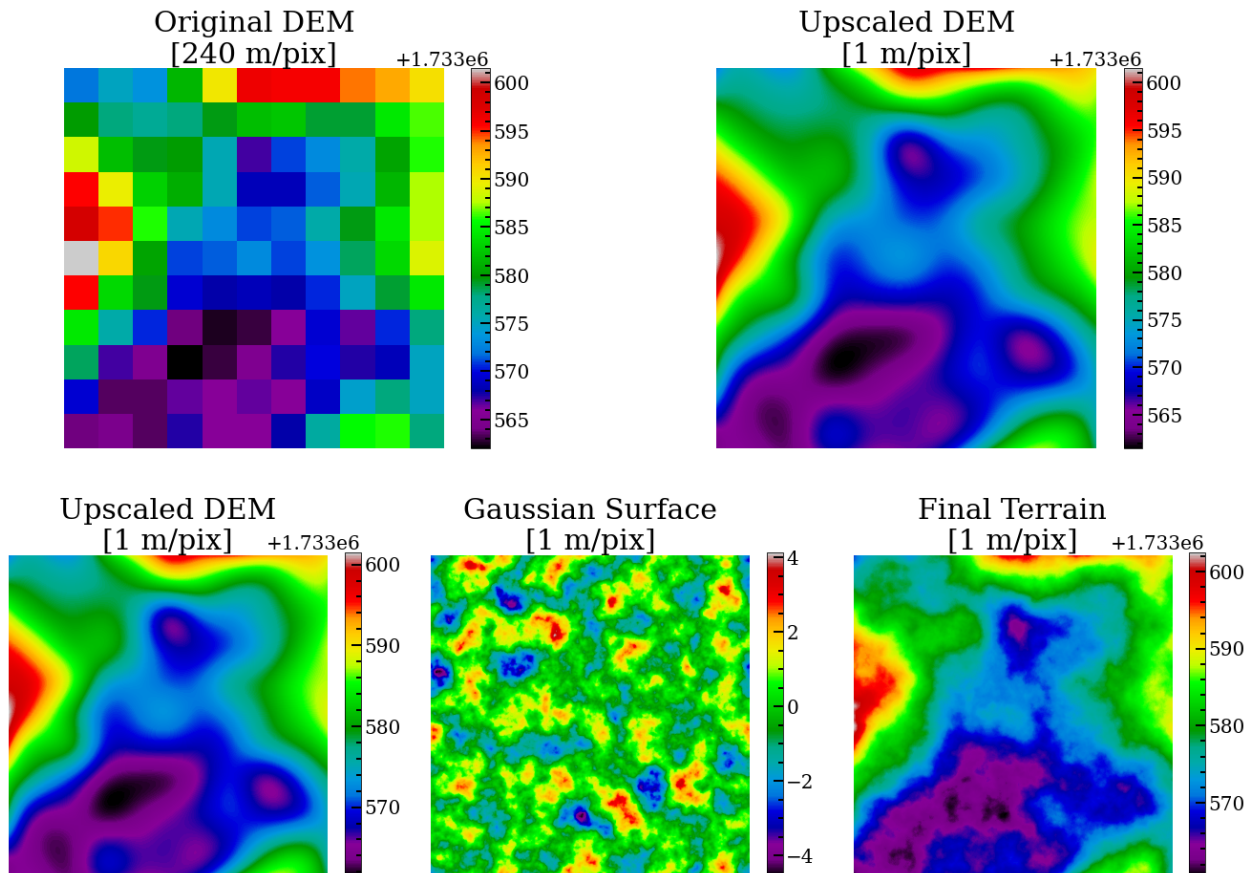 Original DEM
[240 m/pix]
+1.733e6
600
595
590
585
580
575
570
565
Upscaled DEM
[1 m/pix]
+1.733e6
600
595
590
585
580
575
570
565
Upscaled DEM
[1 m/pix]
+1.733e6
600
590
580
570
Gaussian Surface
[1 m/pix]
4
2
0
−2
−4
Final Terrain
[1 m/pix]
+1.733e6
600
590
580
570